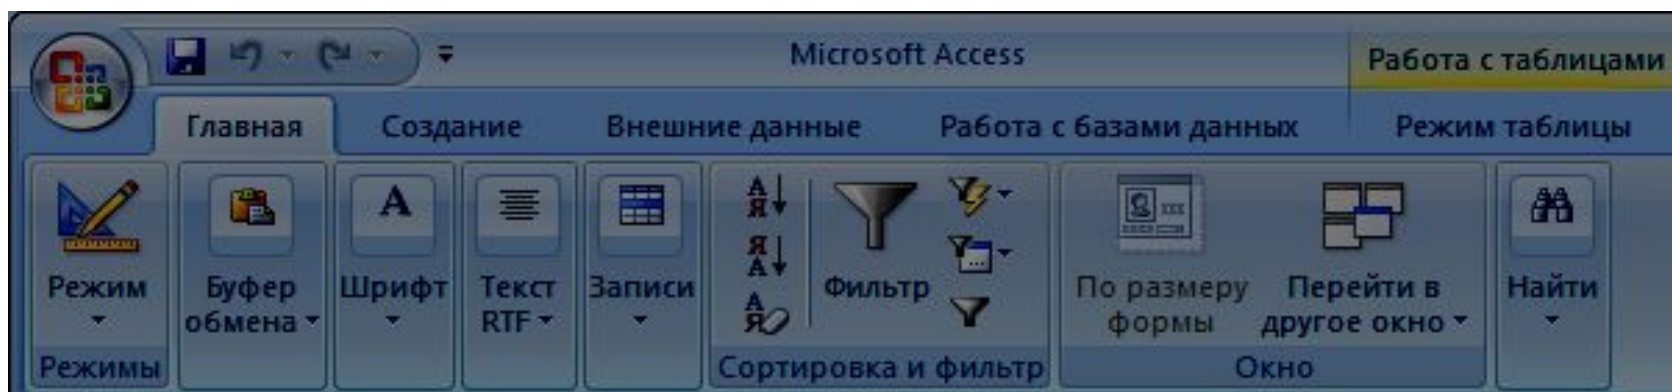 Microsoft Access
Работа с таблицами
Главная
Создание
Внешние данные
Работа с базами данных
Режим таблицы
Режим
Режимы
Буфер
обмена
Шрифт
Текст
RTF
Записи
Фильтр
Сортировка и фильтр
По размеру
формы
Перейти в
другое окно
Окно
Найти